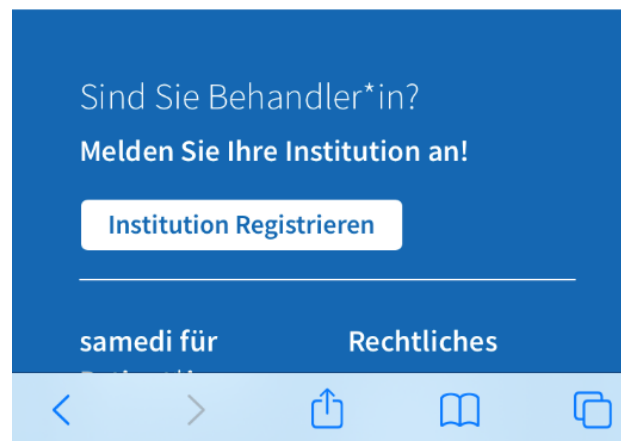 Sind Sie Behandler*in?
Melden Sie Ihre Institution an!
Institution Registrieren
samedi für
Rechtliches